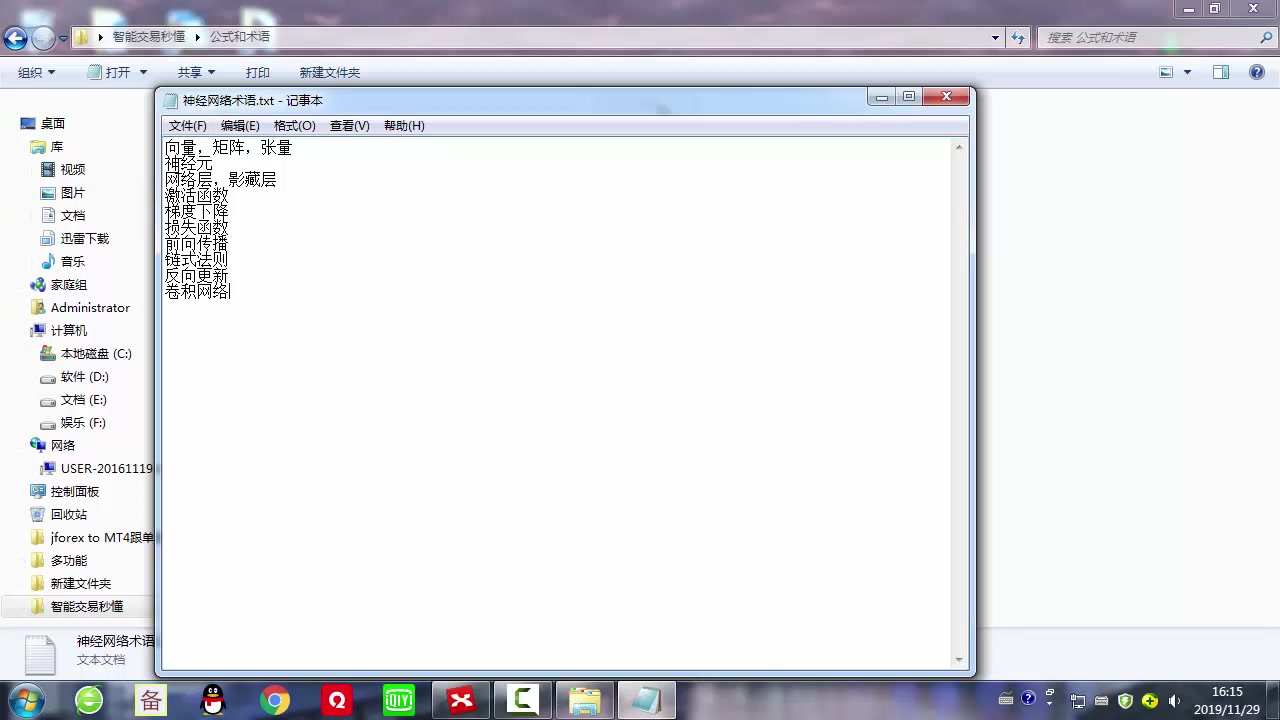 智能交易秒懂 公式和术语
搜索 公式和术语
组织 打开 共享 打印 新建文件夹
神经网络术语.txt - 记事本
文件(F) 编辑(E) 格式(O) 查看(V) 帮助(H)
向量，矩阵，张量
神经元
网络层，影藏层
激活函数
梯度下降
损失函数
前向传播
链式法则
反向更新
卷积网络
桌面
库
视频
图片
文档
迅雷下载
音乐
家庭组
Administrator
计算机
本地磁盘 (C:)
软件 (D:)
文档 (E:)
娱乐 (F:)
网络
USER-20161119
控制面板
回收站
jforex to MT4跟单
多功能
新建文件夹
智能交易秒懂
神经网络术语
文本文档
备
QIYI
16:15
2019/11/29